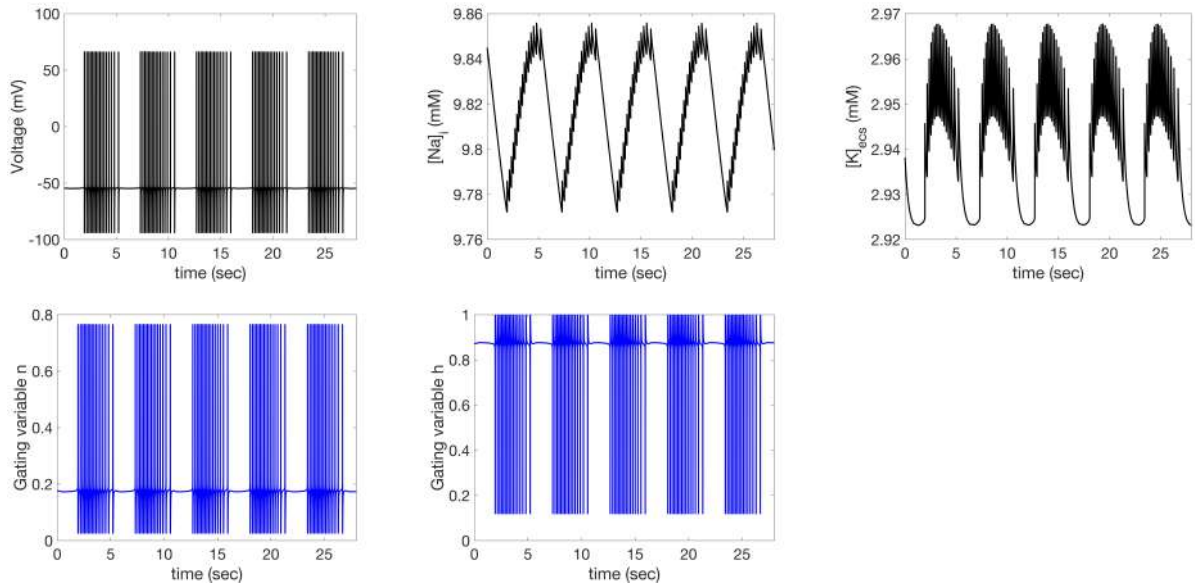 Voltage (mV)
100
50
0
-50
-100
0 5 10 15 20 25
time (sec)
[Na]i (mM)
9.86
9.84
9.82
9.8
9.78
9.76
0 5 10 15 20 25
time (sec)
[K]ecs (mM)
2.97
2.96
2.95
2.94
2.93
2.92
0 5 10 15 20 25
time (sec)
Gating variable n
0.8
0.6
0.4
0.2
0
0 5 10 15 20 25
time (sec)
Gating variable h
1
0.8
0.6
0.4
0.2
0
0 5 10 15 20 25
time (sec)